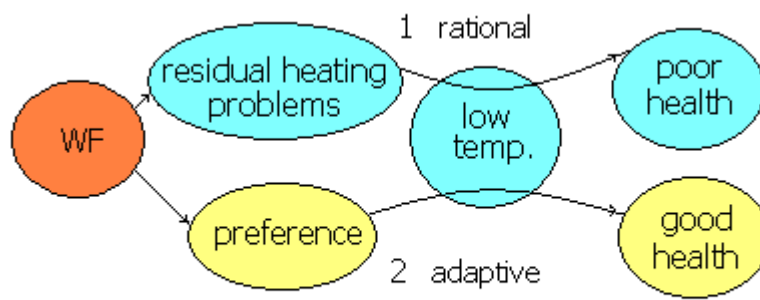 1 rational
residual heating
problems
poor
health
WF
low
temp.
preference
good
health
2 adaptive